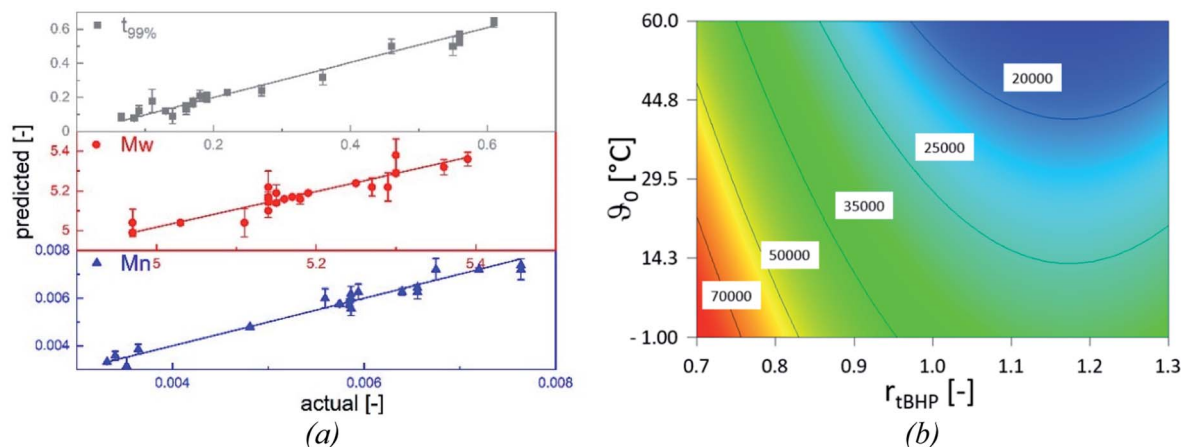 t99%
0.6
0.4
0.2
0
0.2 0.4 0.6
Mw
5.4
5.2
5
5 5.2 5.4
Mn
0.008
0.006
0.004
0.004 0.006 0.008
predicted [-]
actual [-]
(a)
60.0
44.8
29.5
14.3
-1.00
ϑ0 [°C]
20000
25000
35000
50000
70000
0.7 0.8 0.9 1.0 1.1 1.2 1.3
rtBHP [-]
(b)